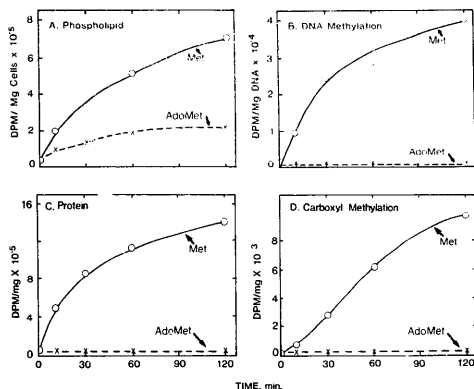 A. Phospholipid
Met
AdoMet
DPM/ Mg Cells × 10⁻⁵
8
6
4
2
0
B. DNA Methylation
Met
AdoMet
DPM/Mg DNA × 10⁻⁴
4
2
0
C. Protein
Met
AdoMet
DPM/mg × 10⁻⁵
16
12
8
4
0
0 30 60 90 120
D. Carboxyl Methylation
Met
AdoMet
DPM/mg × 10⁻³
8
6
4
2
0
0 30 60 90 120
TIME, min.